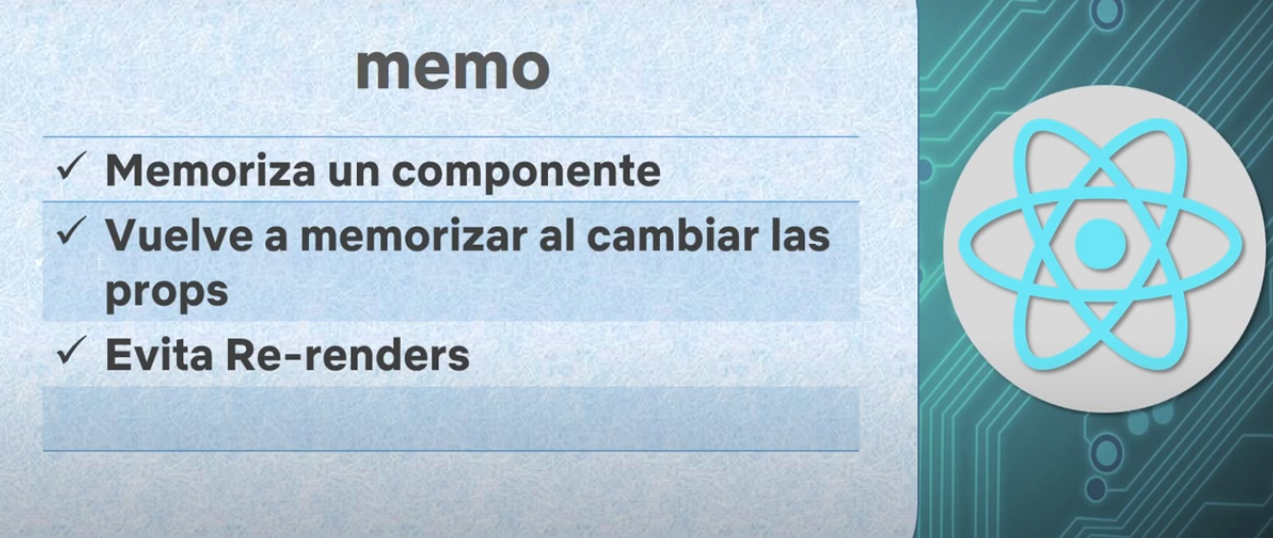 memo
✓ Memoriza un componente
✓ Vuelve a memorizar al cambiar las
props
✓ Evita Re-renders